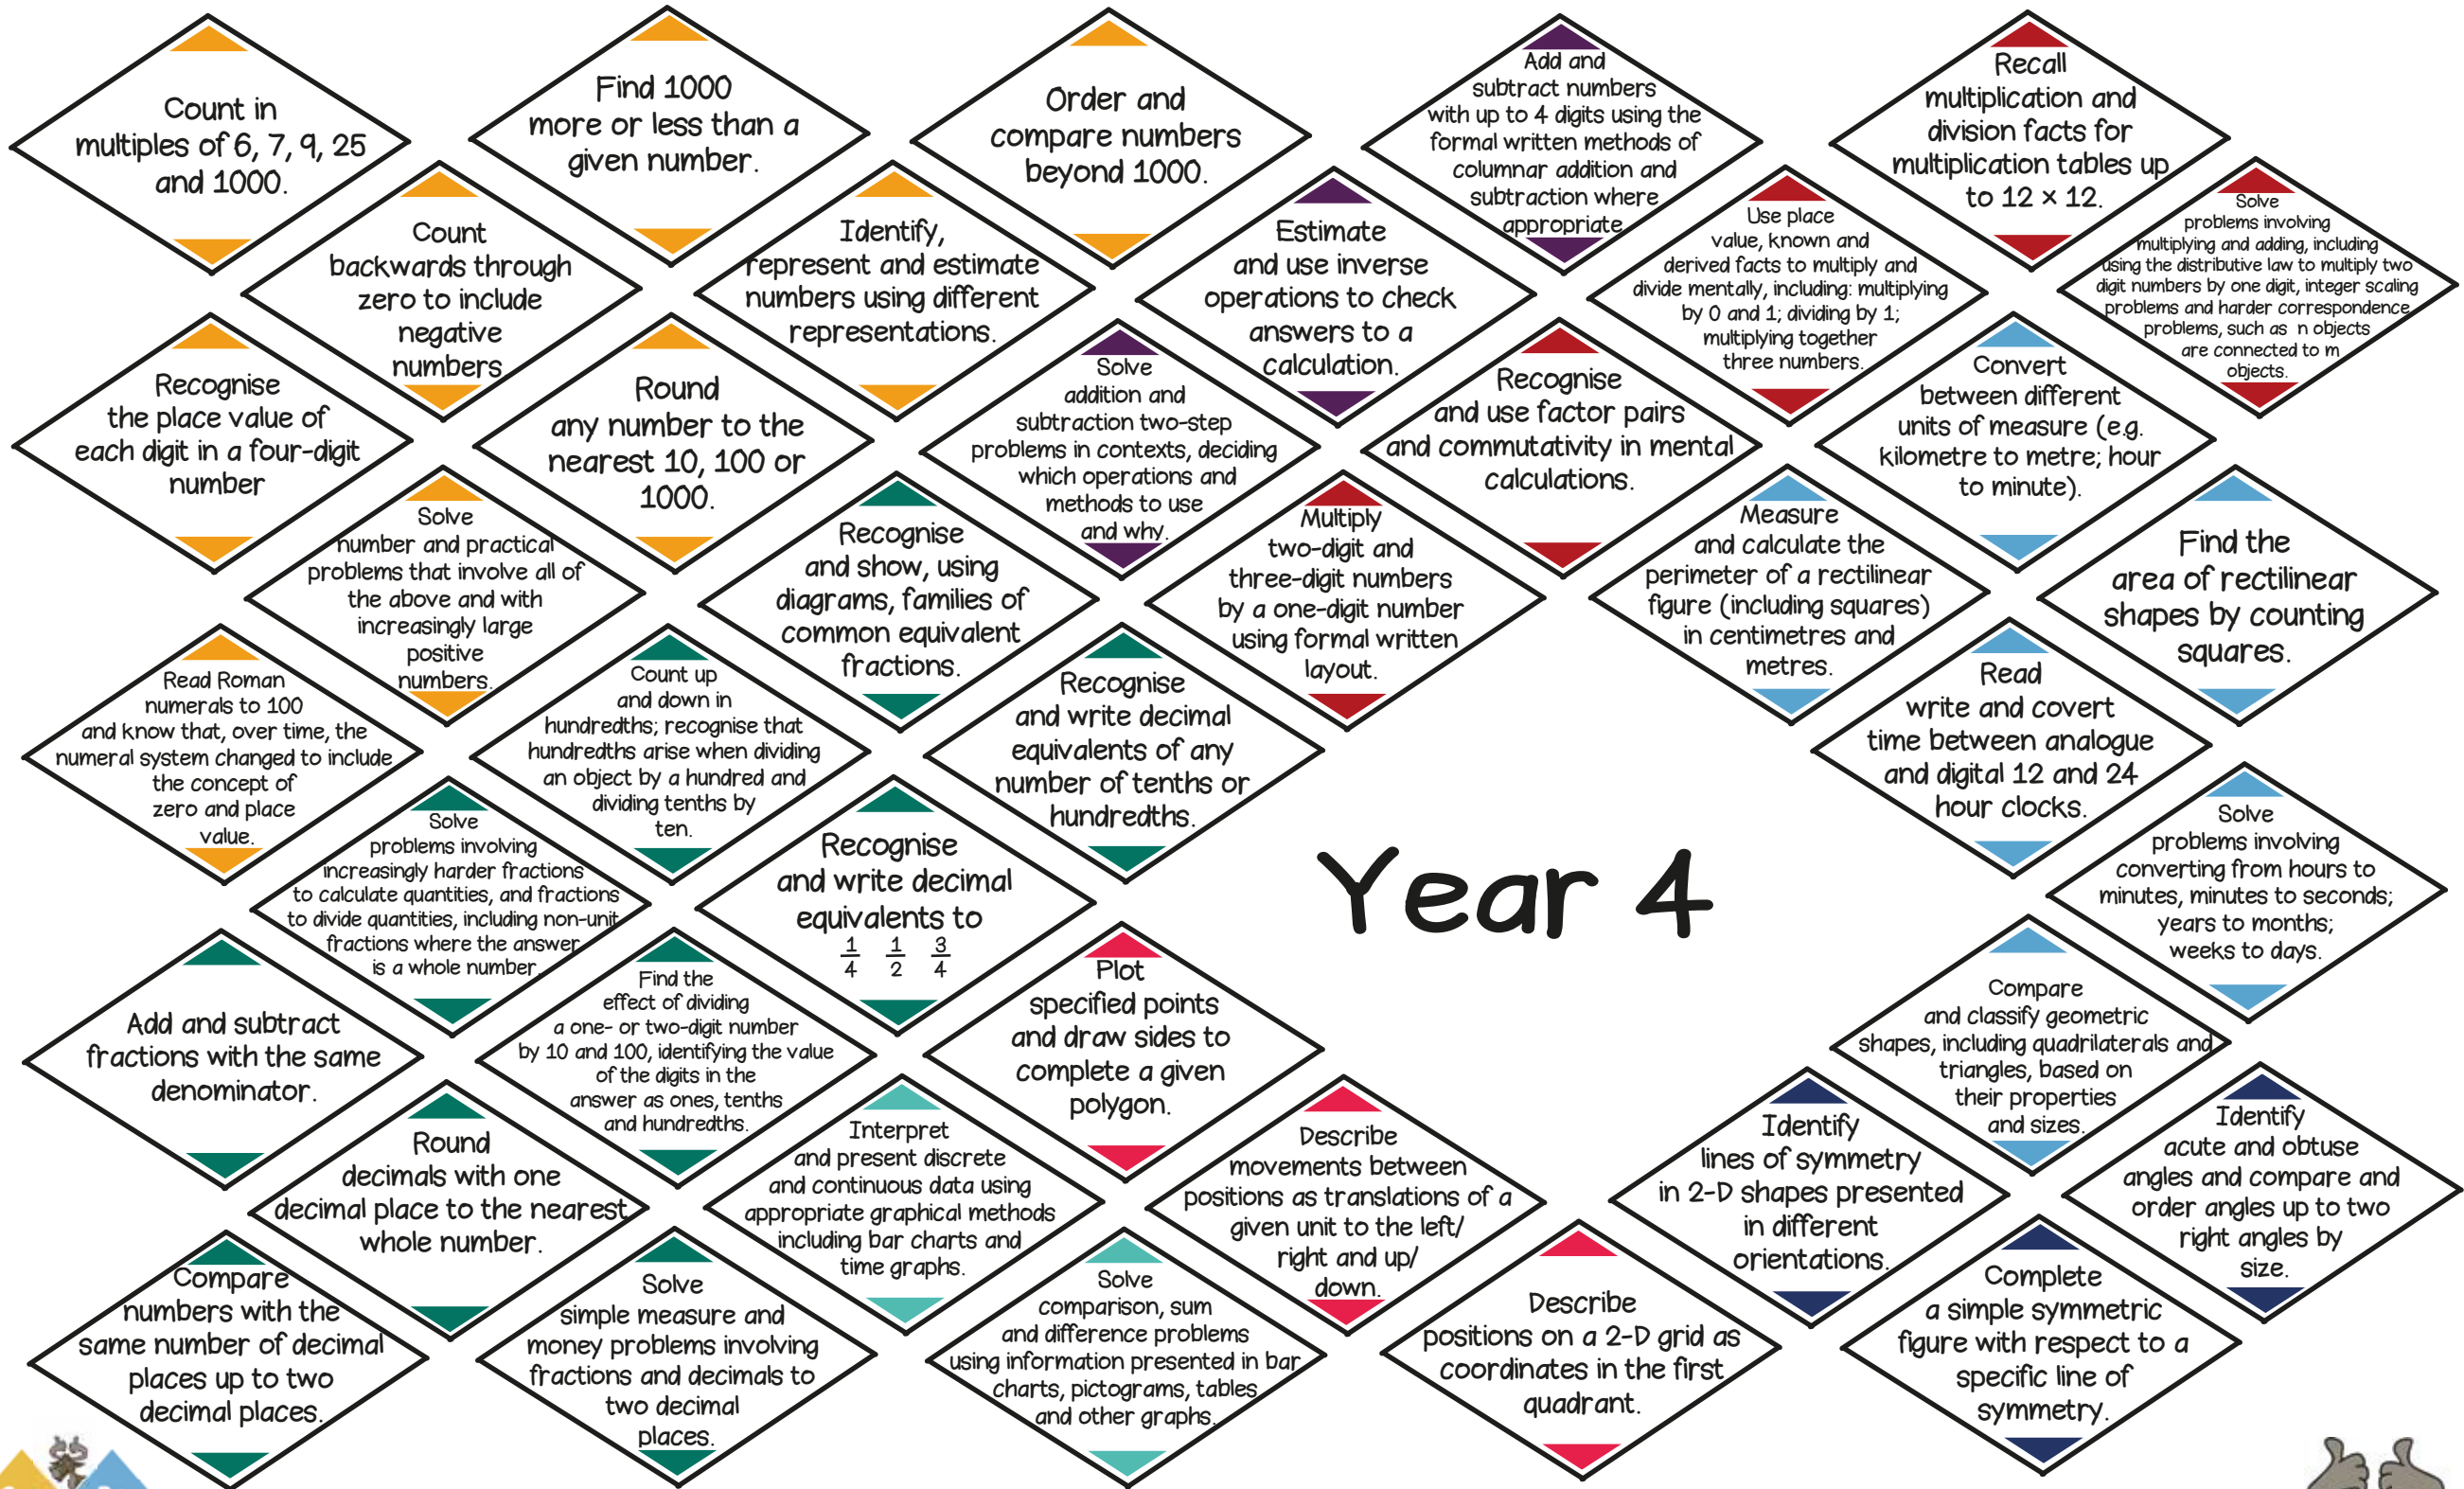 Count in
multiples of 6, 7, 9, 25
and 1000.
Find 1000
more or less than a
given number.
Order and
compare numbers
beyond 1000.
Add and
subtract numbers
with up to 4 digits using the
formal written methods of
columnar addition and
subtraction where
appropriate
Recall
multiplication and
division facts for
multiplication tables up
to 12 × 12.
Count
backwards through
zero to include
negative
numbers
Identify,
represent and estimate
numbers using different
representations.
Estimate
and use inverse
operations to check
answers to a
calculation.
Use place
value, known and
derived facts to multiply and
divide mentally, including: multiplying
by 0 and 1; dividing by 1;
multiplying together
three numbers.
Solve
problems involving
multiplying and adding, including
using the distributive law to multiply two
digit numbers by one digit, integer scaling
problems and harder correspondence
problems, such as n objects
are connected to m
objects.
Recognise
the place value of
each digit in a four-digit
number
Round
any number to the
nearest 10, 100 or
1000.
Solve
addition and
subtraction two-step
problems in contexts, deciding
which operations and
methods to use
and why.
Recognise
and use factor pairs
and commutativity in mental
calculations.
Convert
between different
units of measure (e.g.
kilometre to metre; hour
to minute).
Solve
number and practical
problems that involve all of
the above and with
increasingly large
positive
numbers.
Recognise
and show, using
diagrams, families of
common equivalent
fractions.
Multiply
two-digit and
three-digit numbers
by a one-digit number
using formal written
layout.
Measure
and calculate the
perimeter of a rectilinear
figure (including squares)
in centimetres and
metres.
Find the
area of rectilinear
shapes by counting
squares.
Read Roman
numerals to 100
and know that, over time, the
numeral system changed to include
the concept of
zero and place
value.
Count up
and down in
hundredths; recognise that
hundredths arise when dividing
an object by a hundred and
dividing tenths by
ten.
Recognise
and write decimal
equivalents of any
number of tenths or
hundredths.
Read
write and covert
time between analogue
and digital 12 and 24
hour clocks.
Solve
problems involving
increasingly harder fractions
to calculate quantities, and fractions
to divide quantities, including non-unit
fractions where the answer
is a whole number.
Recognise
and write decimal
equivalents to
1/4 1/2 3/4
Year 4
Solve
problems involving
converting from hours to
minutes, minutes to seconds;
years to months;
weeks to days.
Add and subtract
fractions with the same
denominator.
Find the
effect of dividing
a one- or two-digit number
by 10 and 100, identifying the value
of the digits in the
answer as ones, tenths
and hundredths.
Plot
specified points
and draw sides to
complete a given
polygon.
Compare
and classify geometric
shapes, including quadrilaterals and
triangles, based on
their properties
and sizes.
Round
decimals with one
decimal place to the nearest
whole number.
Interpret
and present discrete
and continuous data using
appropriate graphical methods
including bar charts and
time graphs.
Describe
movements between
positions as translations of a
given unit to the left/
right and up/
down.
Identify
lines of symmetry
in 2-D shapes presented
in different
orientations.
Identify
acute and obtuse
angles and compare and
order angles up to two
right angles by
size.
Compare
numbers with the
same number of decimal
places up to two
decimal places.
Solve
simple measure and
money problems involving
fractions and decimals to
two decimal
places.
Solve
comparison, sum
and difference problems
using information presented in bar
charts, pictograms, tables
and other graphs.
Describe
positions on a 2-D grid as
coordinates in the first
quadrant.
Complete
a simple symmetric
figure with respect to a
specific line of
symmetry.